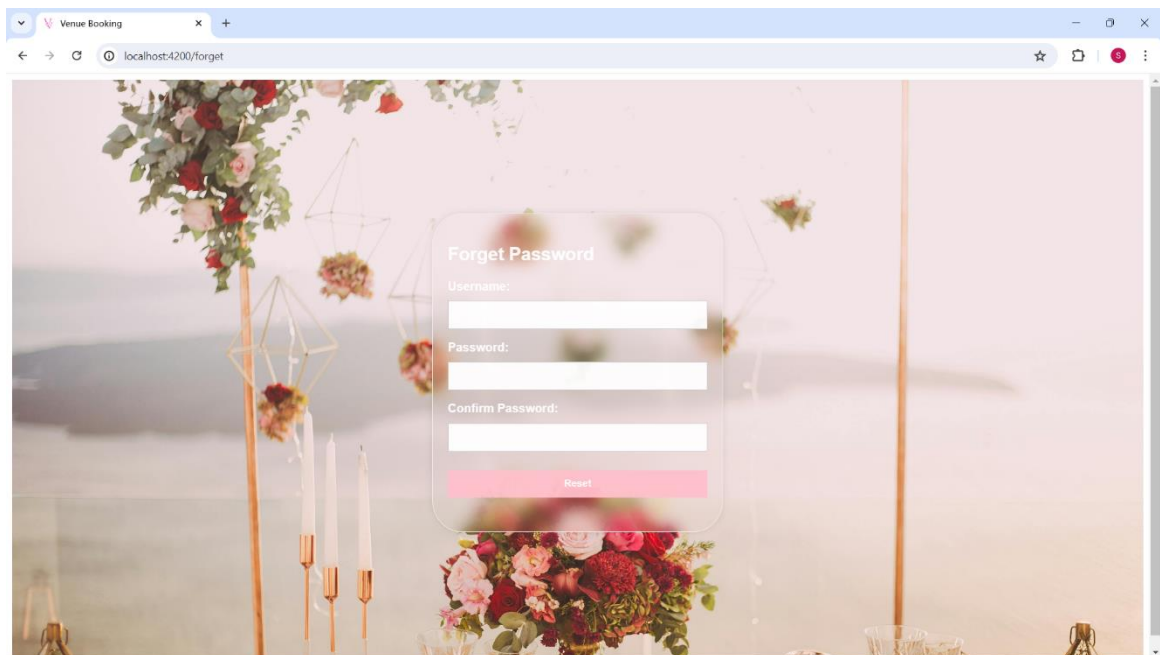 Venue Booking
localhost:4200/forget
S
Forget Password
Username:
Password:
Confirm Password:
Reset